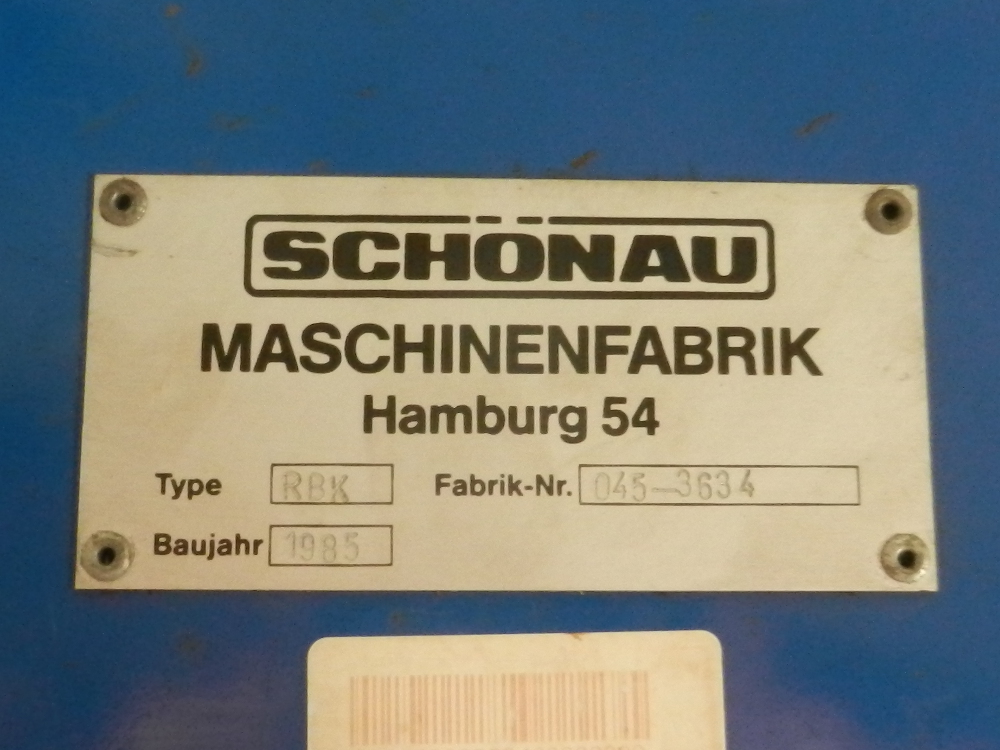 SCHÖNAU
MASCHINENFABRIK
Hamburg 54
Type RBK Fabrik-Nr. 045-3634
Baujahr 1985